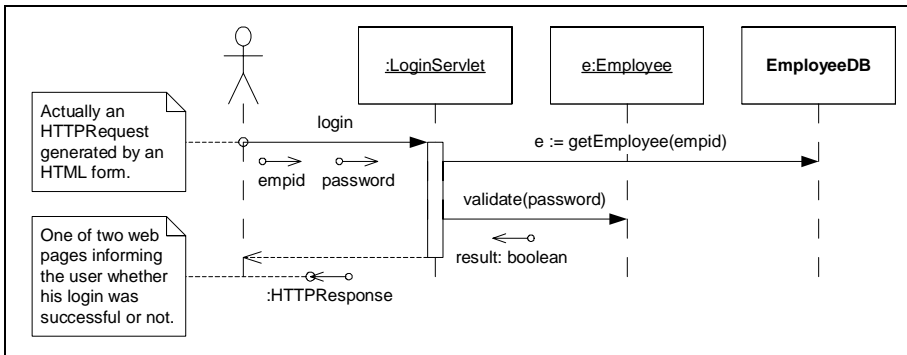 :LoginServlet
e:Employee
EmployeeDB
Actually an
HTTPRequest
generated by an
HTML form.
login
e := getEmployee(empid)
empid
password
validate(password)
One of two web
pages informing
the user whether
his login was
successful or not.
result: boolean
:HTTPResponse